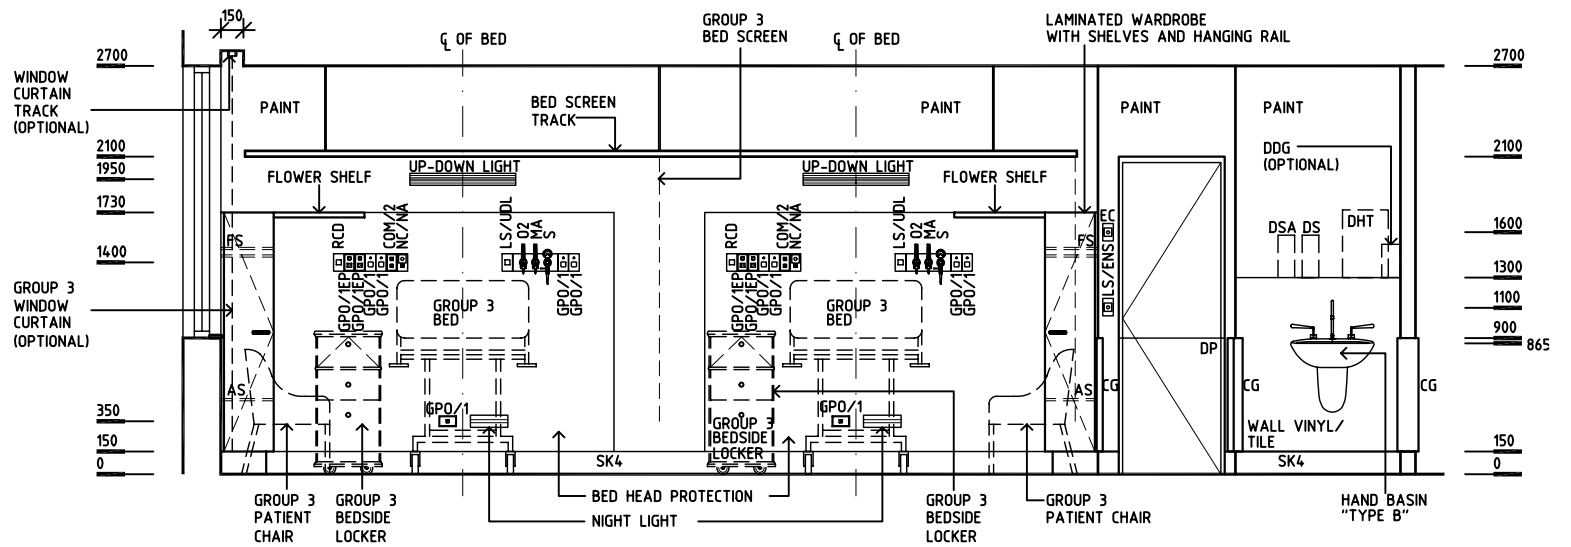 150
GROUP 3
BED SCREEN
LAMINATED WARDROBE
WITH SHELVES AND HANGING RAIL
℄ OF BED
℄ OF BED
2700
2700
WINDOW
CURTAIN
TRACK
(OPTIONAL)
PAINT
BED SCREEN
TRACK
PAINT
PAINT
PAINT
2100
1950
1730
1400
DDG
(OPTIONAL)
2100
UP-DOWN LIGHT
UP-DOWN LIGHT
FLOWER SHELF
FLOWER SHELF
RCD
COM/2
NC/NA
LS/UDL
O2
MA
S
RCD
COM/2
NC/NA
LS/UDL
O2
MA
S
EC
LS/ENS
DSA
DS
DHT
1600
FS
FS
1300
1100
900
865
GPO/1EP
GPO/1EP
GPO/1
GPO/1
GPO/1
GPO/1
GPO/1EP
GPO/1EP
GPO/1
GPO/1
GPO/1
GPO/1
GROUP 3
WINDOW
CURTAIN
(OPTIONAL)
GROUP 3
BED
GROUP 3
BED
DP
AS
AS
CG
CG
CG
GPO/1
GPO/1
350
150
0
GROUP 3
BEDSIDE
LOCKER
WALL VINYL/
TILE
150
0
SK4
SK4
GROUP 3
PATIENT
CHAIR
GROUP 3
BEDSIDE
LOCKER
BED HEAD PROTECTION
NIGHT LIGHT
GROUP 3
BEDSIDE
LOCKER
GROUP 3
PATIENT CHAIR
HAND BASIN
"TYPE B"